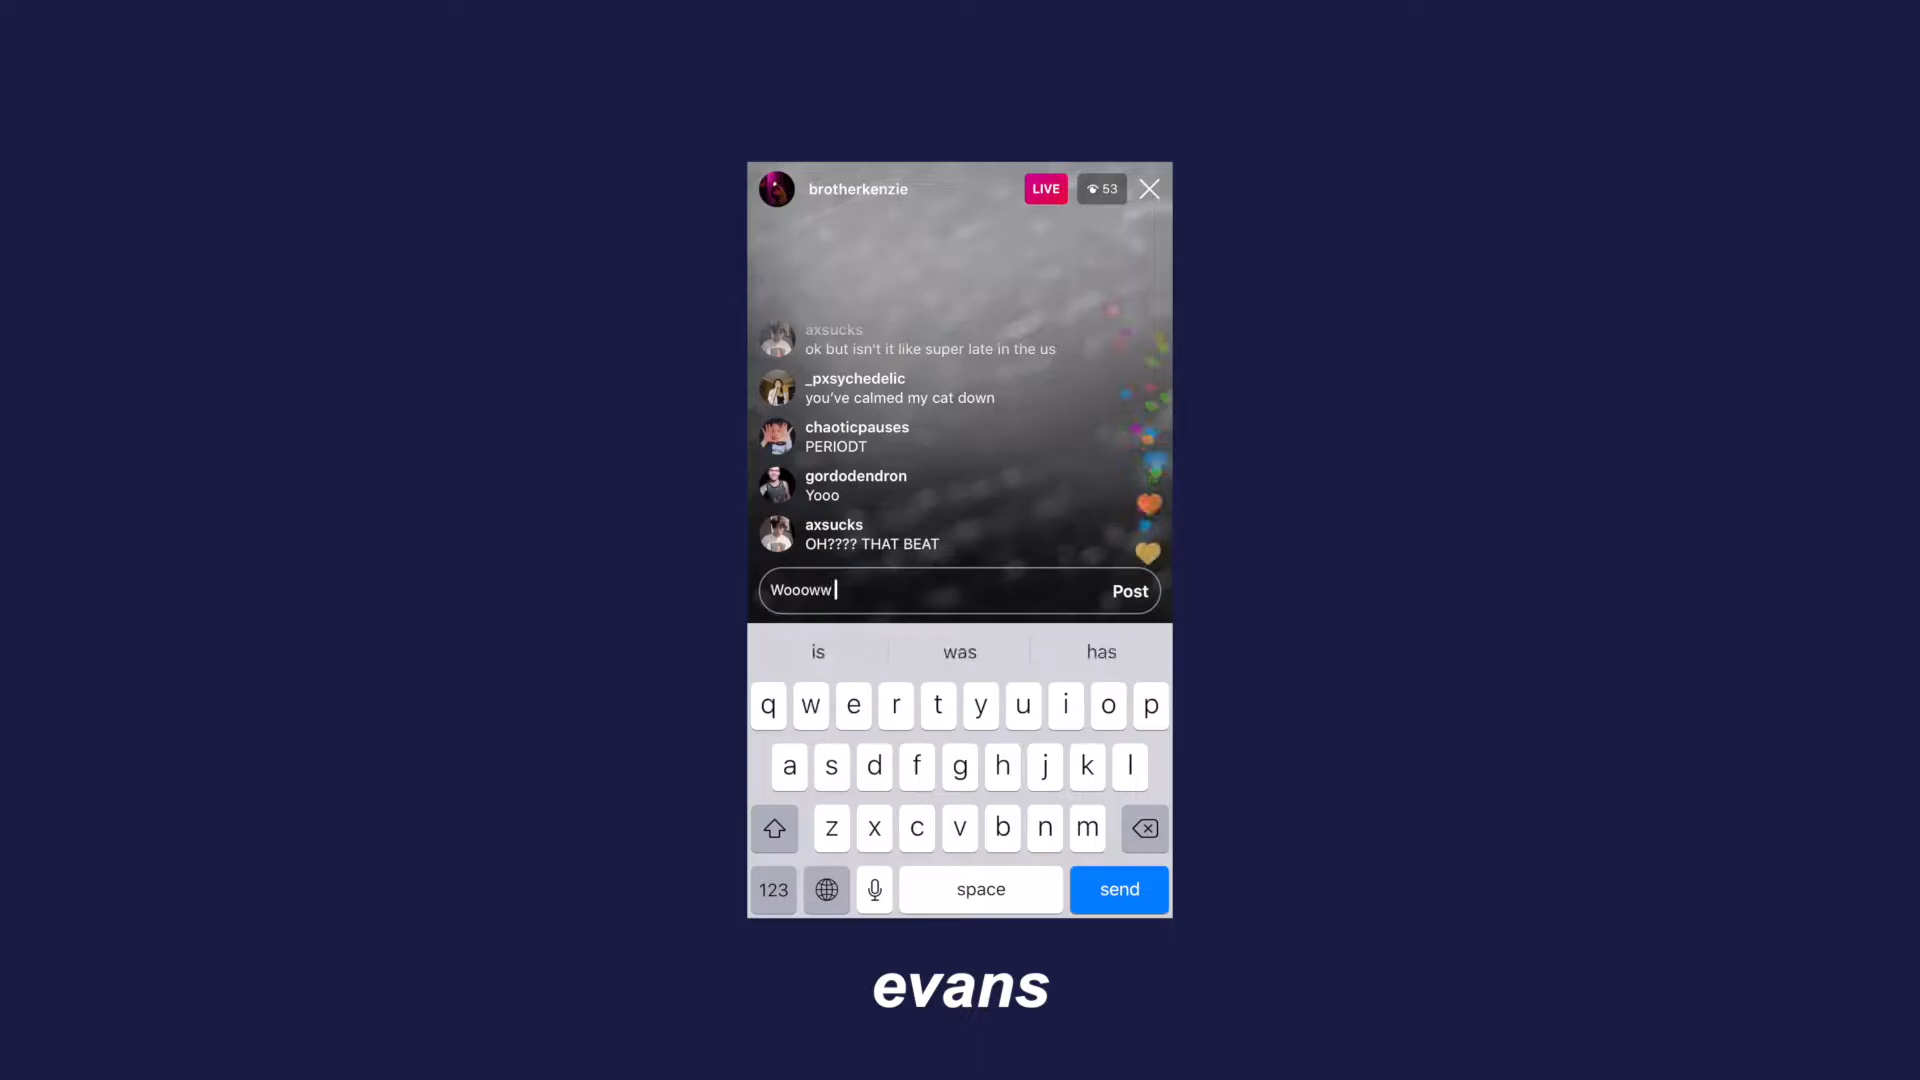 brotherkenzie LIVE 53
axsucks
ok but isn't it like super late in the us
_pxsychedelic
you’ve calmed my cat down
chaoticpauses
PERIODT
gordodendron
Yooo
axsucks
OH???? THAT BEAT
Woooww Post
is was has
q w e r t y u i o p
a s d f g h j k l
z x c v b n m
123 space send
evans